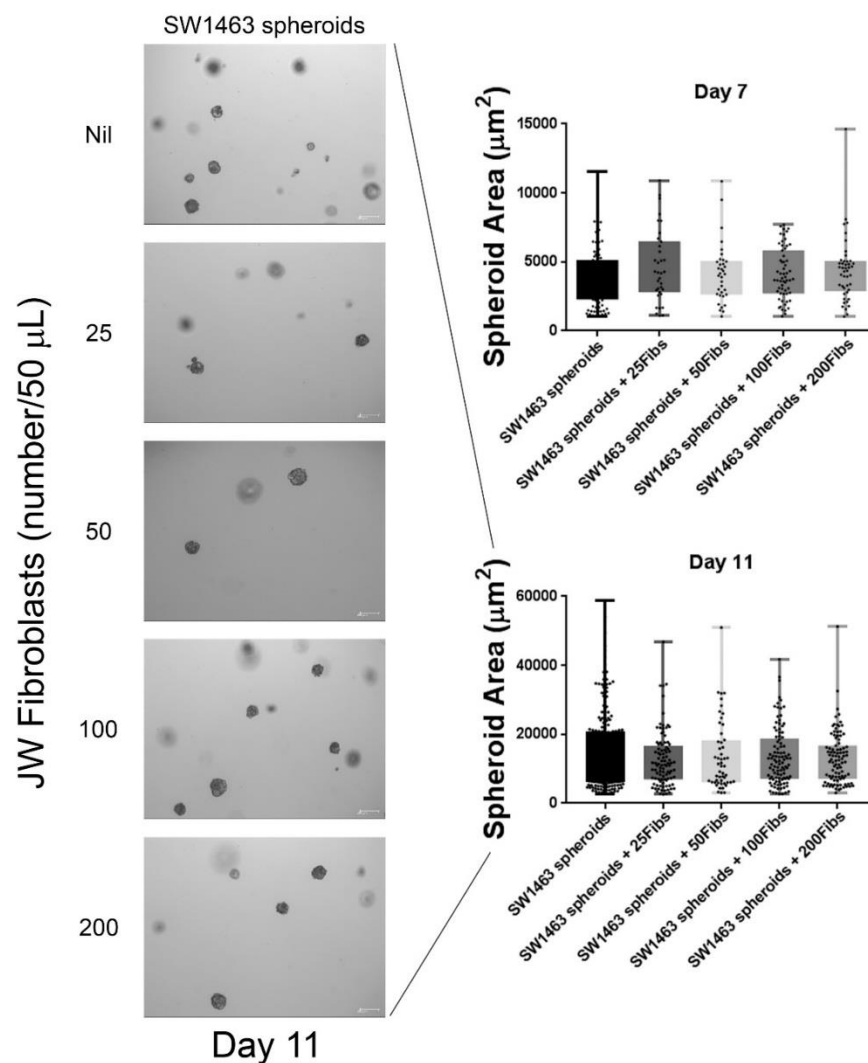 SW1463 spheroids
JW Fibroblasts (number/50 μL)
Nil
25
50
100
200
Day 11
Day 7
Spheroid Area (μm²)
15000
10000
5000
0
SW1463 spheroids
SW1463 spheroids + 25Fibs
SW1463 spheroids + 50Fibs
SW1463 spheroids + 100Fibs
SW1463 spheroids + 200Fibs
Day 11
Spheroid Area (μm²)
60000
40000
20000
0
SW1463 spheroids
SW1463 spheroids + 25Fibs
SW1463 spheroids + 50Fibs
SW1463 spheroids + 100Fibs
SW1463 spheroids + 200Fibs